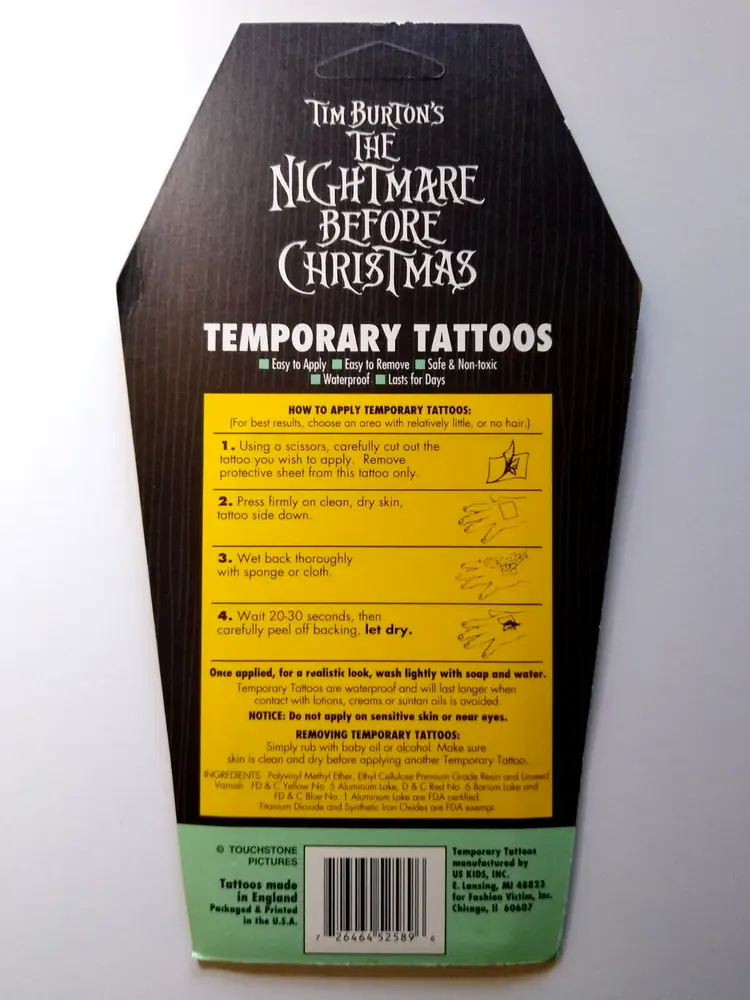 TIM BURTON'S
THE
NIGHTMARE
BEFORE
CHRISTMAS
TEMPORARY TATTOOS
Easy to Apply Easy to Remove Safe & Non-toxic
Waterproof Lasts for Days
HOW TO APPLY TEMPORARY TATTOOS:
(For best results, choose an area with relatively little, or no hair.)
1. Using a scissors, carefully cut out the
tattoo you wish to apply. Remove
protective sheet from this tattoo only.
2. Press firmly on clean, dry skin,
tattoo side down.
3. Wet back thoroughly
with sponge or cloth.
4. Wait 20-30 seconds, then
carefully peel off backing, let dry.
Once applied, for a realistic look, wash lightly with soap and water.
Temporary Tattoos are waterproof and will last longer when
contact with lotions, creams or suntan oils is avoided.
NOTICE: Do not apply on sensitive skin or near eyes.
REMOVING TEMPORARY TATTOOS:
Simply rub with baby oil or alcohol. Make sure
skin is clean and dry before applying another Temporary Tattoo.
INGREDIENTS Polyvinyl Methyl Ether, Ethyl Cellulose Premium Grade Resin and Linseed
Varnish FD & C Yellow No. 5 Aluminum Lake, D & C Red No. 6 Barium Lake and
FD & C Blue No. 1 Aluminum Lake are FDA certified.
Titanium Dioxide and Synthetic Iron Oxides are FDA exempt.
© TOUCHSTONE
PICTURES
Tattoos made
in England
Packaged & Printed
in the U.S.A.
7 26464 52589 6
Temporary Tattoos
manufactured by
US KIDS, INC.
E. Lansing, MI 48823
for Fashion Victim, Inc.
Chicago, Il 60607